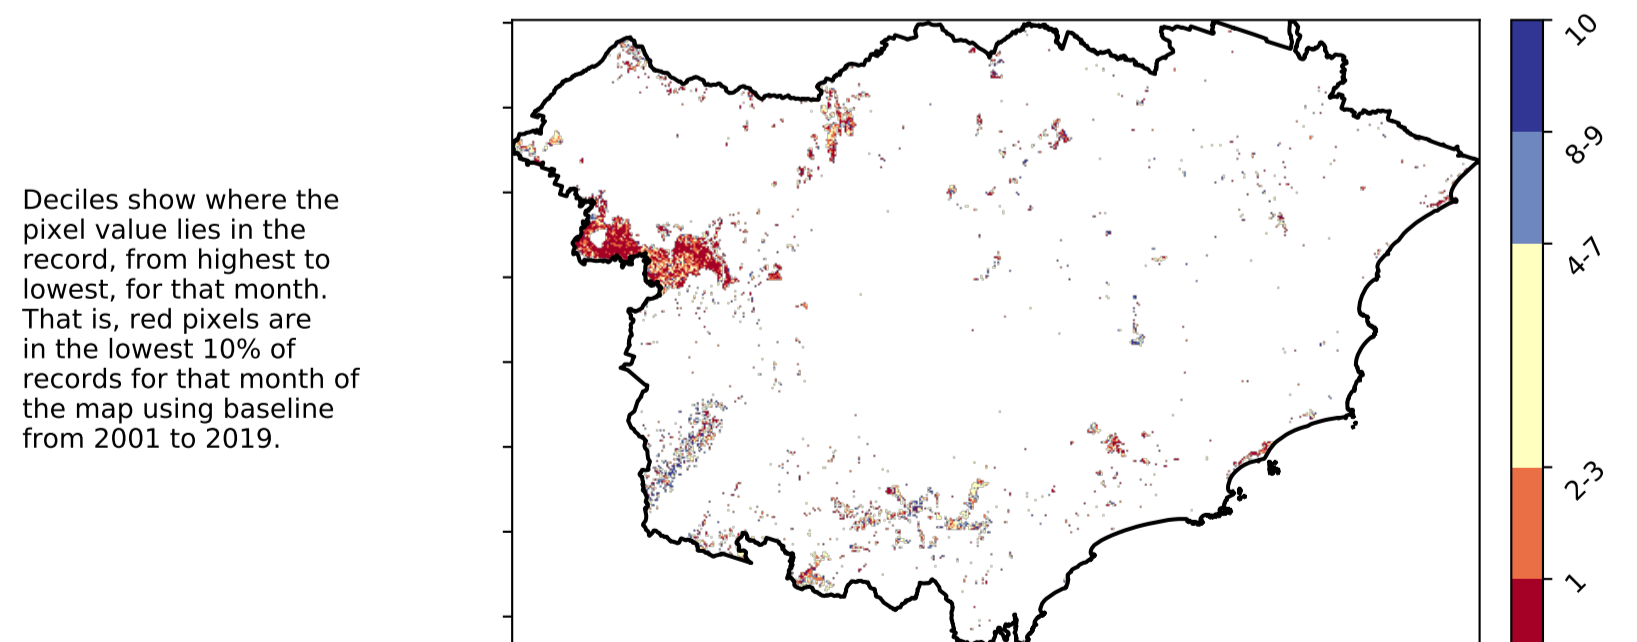 Deciles show where the
pixel value lies in the
record, from highest to
lowest, for that month.
That is, red pixels are
in the lowest 10% of
records for that month of
the map using baseline
from 2001 to 2019.
10
8-9
4-7
2-3
1